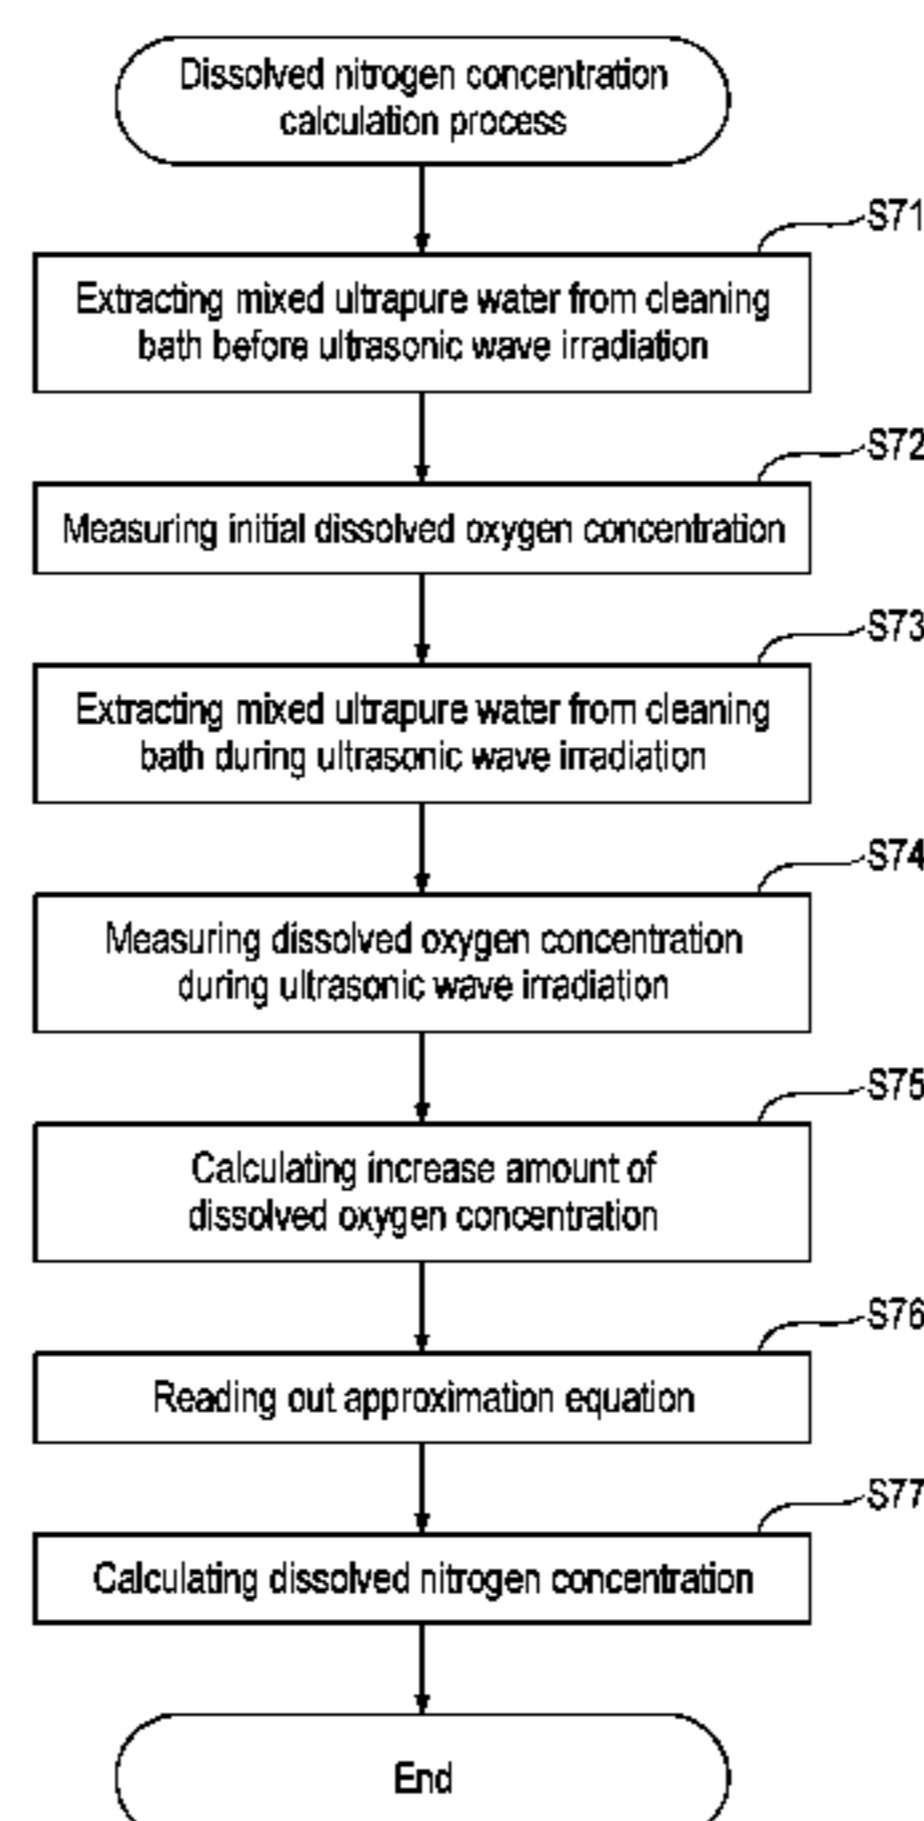 Dissolved nitrogen concentration
calculation process
S71
Extracting mixed ultrapure water from cleaning
bath before ultrasonic wave irradiation
S72
Measuring initial dissolved oxygen concentration
S73
Extracting mixed ultrapure water from cleaning
bath during ultrasonic wave irradiation
S74
Measuring dissolved oxygen concentration
during ultrasonic wave irradiation
S75
Calculating increase amount of
dissolved oxygen concentration
S76
Reading out approximation equation
S77
Calculating dissolved nitrogen concentration
End